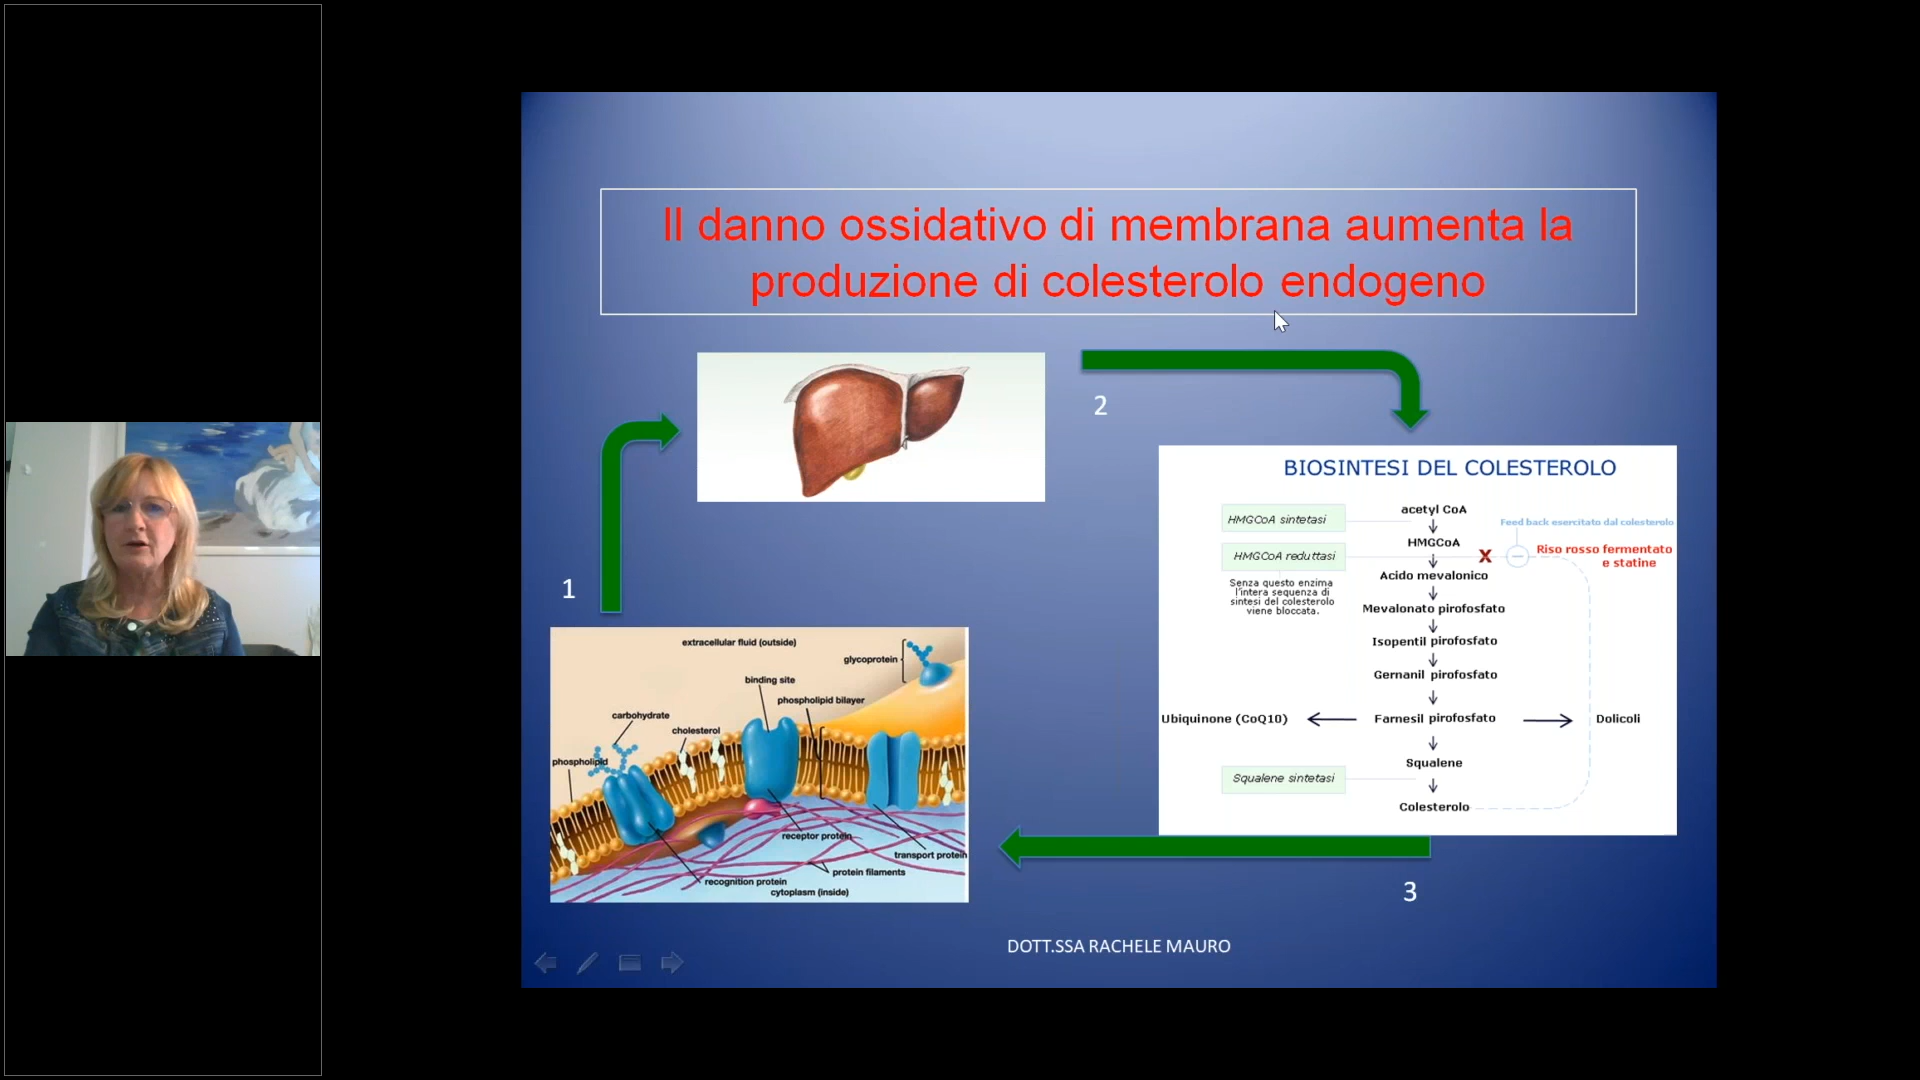 Il danno ossidativo di membrana aumenta la
produzione di colesterolo endogeno
1
2
3
BIOSINTESI DEL COLESTEROLO
HMGCoA sintetasi
acetyl CoA
Feed back esercitato dal colesterolo
HMGCoA
HMGCoA reduttasi
X
Riso rosso fermentato
e statine
Senza questo enzima
l'intera sequenza di
sintesi del colesterolo
viene bloccata.
Acido mevalonico
Mevalonato pirofosfato
Isopentil pirofosfato
Gernanil pirofosfato
Ubiquinone (CoQ10)
Farnesil pirofosfato
Dolicoli
Squalene
Squalene sintetasi
Colesterolo
extracellular fluid (outside)
glycoprotein
binding site
phospholipid bilayer
carbohydrate
cholesterol
phospholipid
receptor protein
transport protein
protein filaments
recognition protein
cytoplasm (inside)
DOTT.SSA RACHELE MAURO